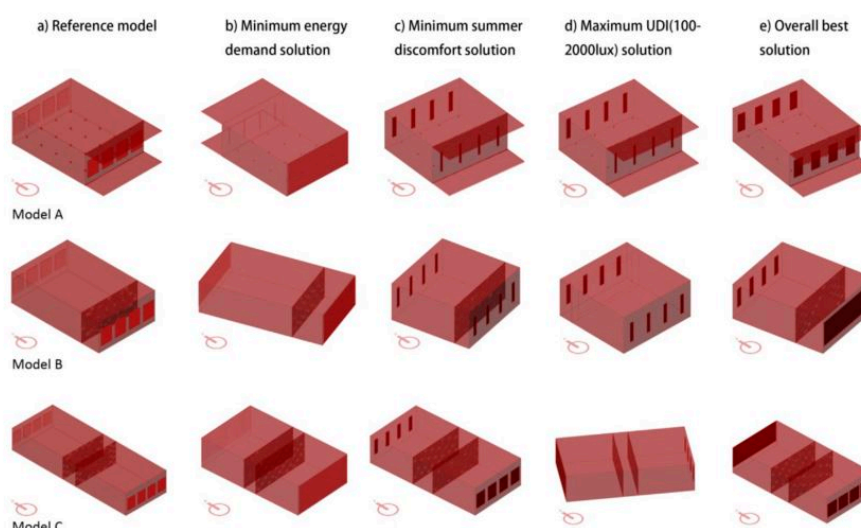 a) Reference model
b) Minimum energy
demand solution
c) Minimum summer
discomfort solution
d) Maximum UDI(100-
2000lux) solution
e) Overall best
solution
Model A
Model B
Model C